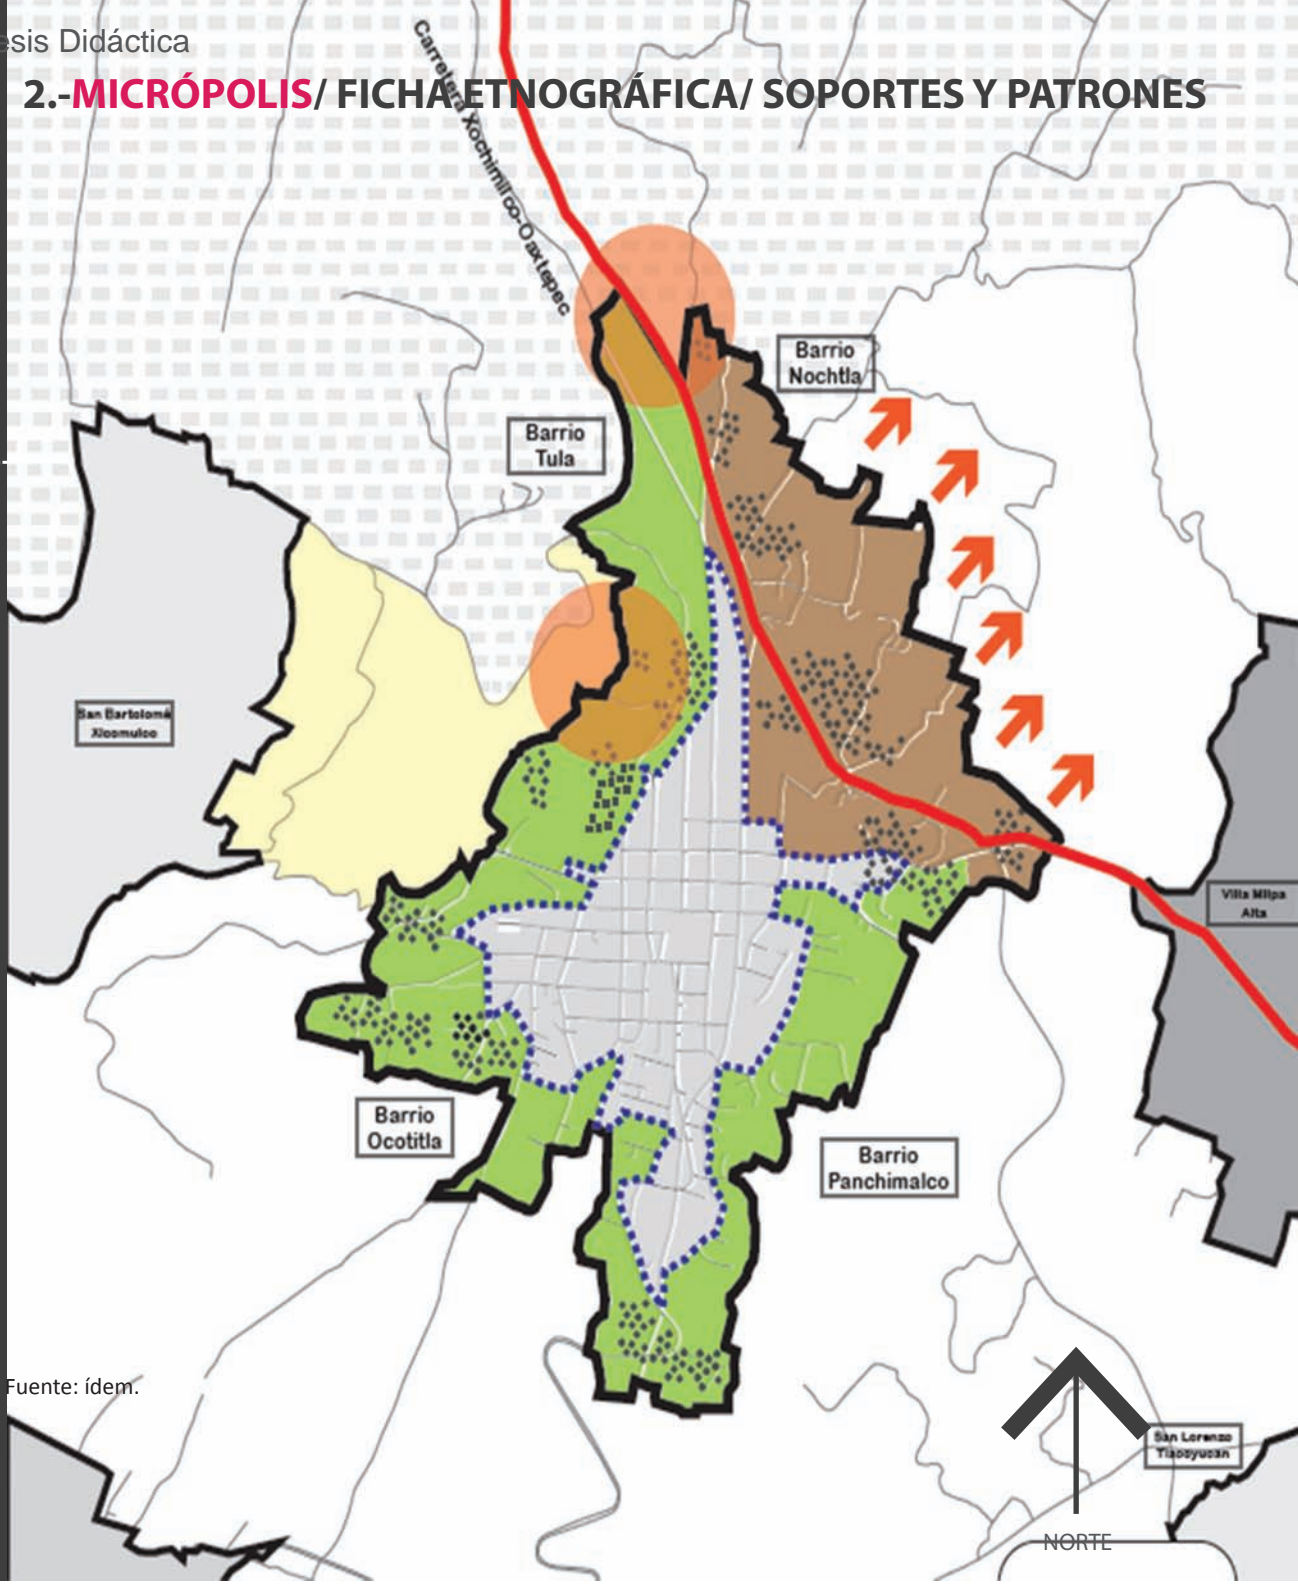 esis Didáctica
2.-MICRÓPOLIS/ FICHA ETNOGRÁFICA/ SOPORTES Y PATRONES
Carretera Xochimilco-Oaxtepec
Barrio
Nochtla
Barrio
Tula
San Bartolomé
Xicomulco
Villa Milpa
Alta
Barrio
Ocotitla
Barrio
Panchimalco
Fuente: ídem.
San Lorenzo
Tlacoyucan
NORTE